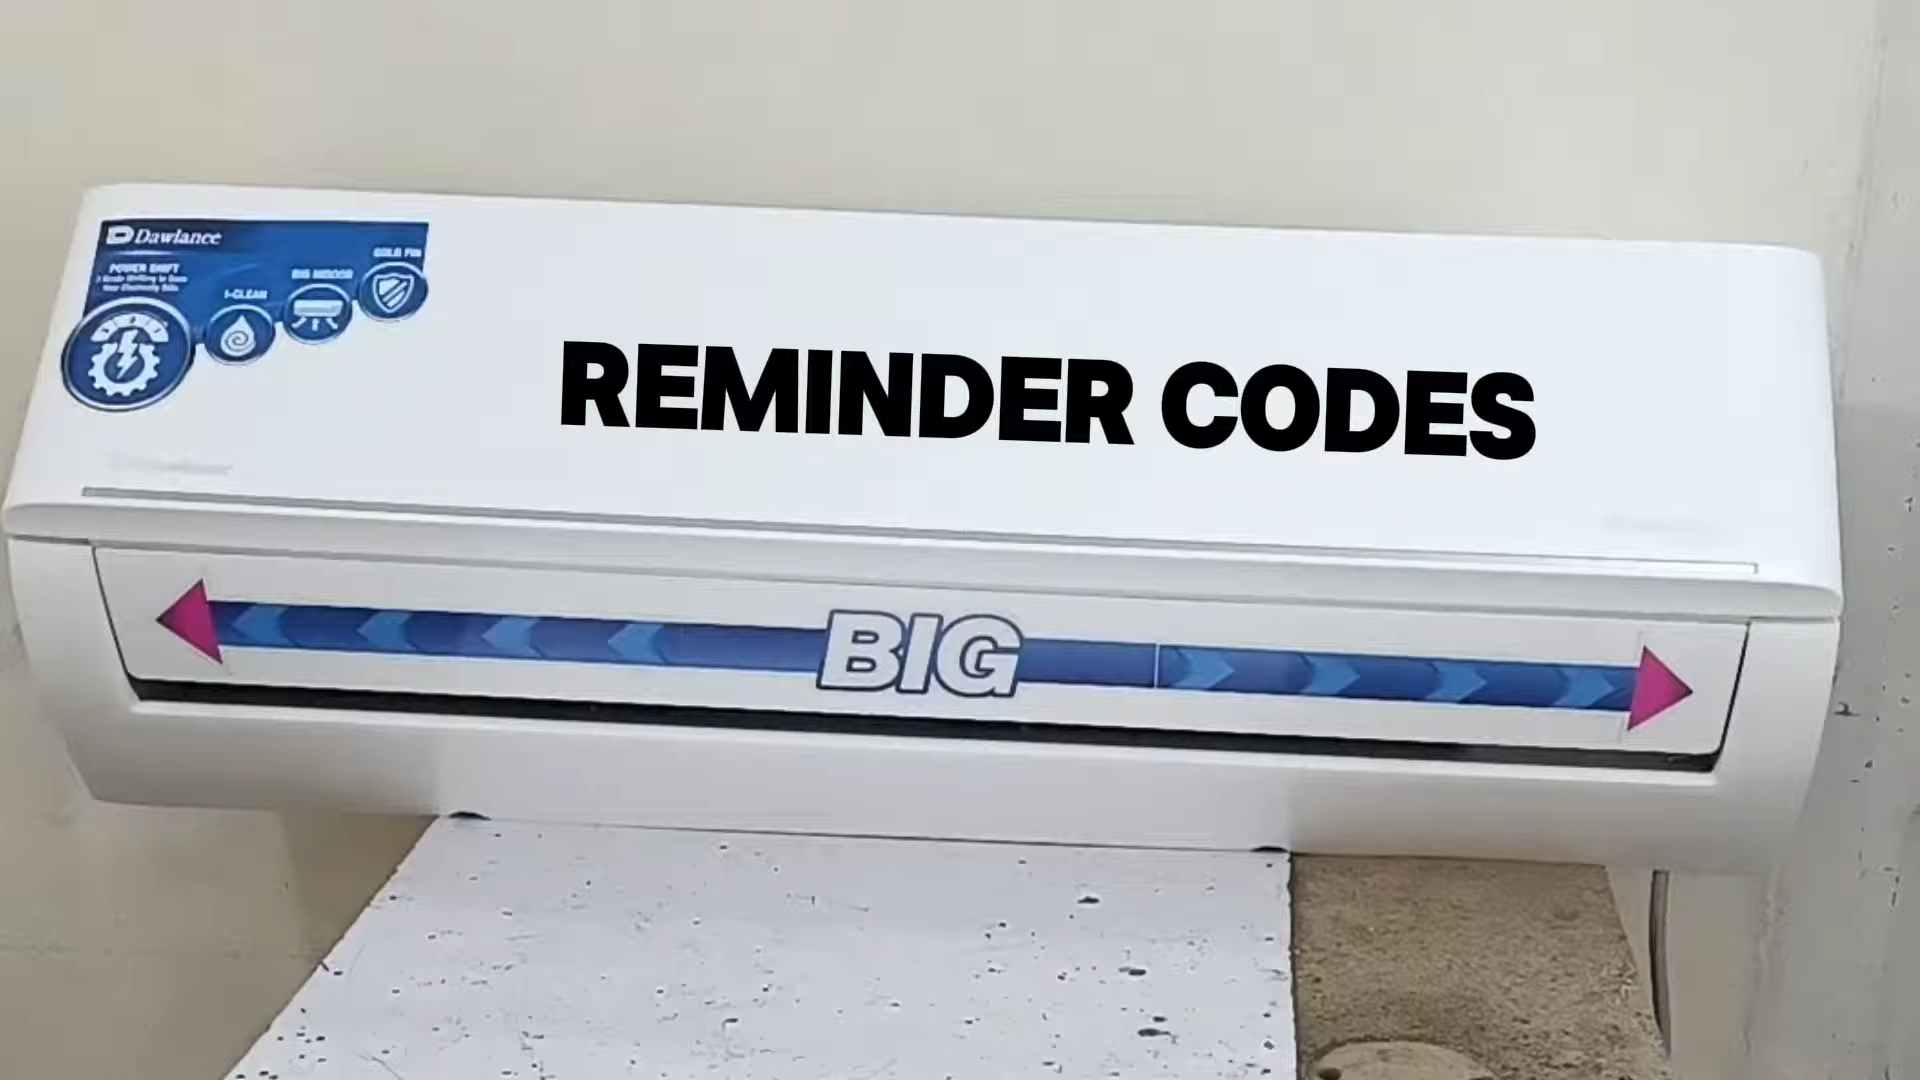 Dawlance
POWER SHIFT
I-CLEAN
BIG INDOOR
GOLD FIN
REMINDER CODES
BIG